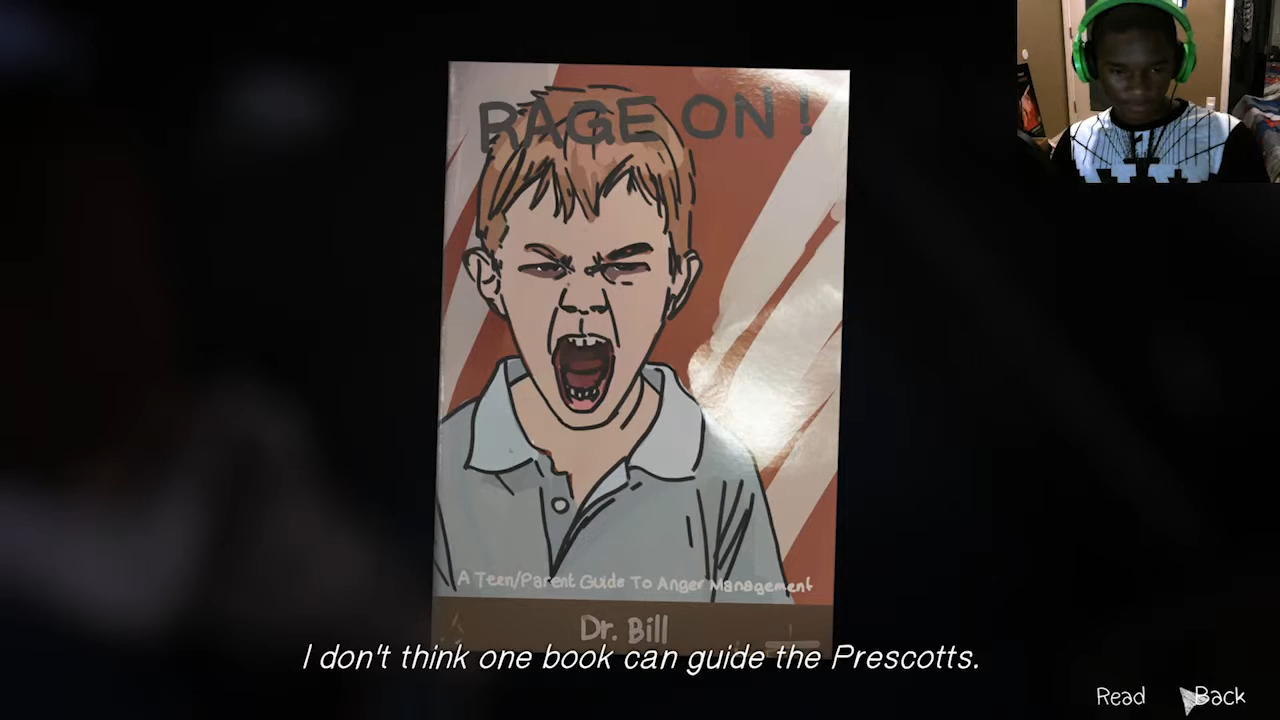 RAGE ON !
A Teen/Parent Guide To Anger Management
Dr. Bill
I don't think one book can guide the Prescotts.
Read
Back